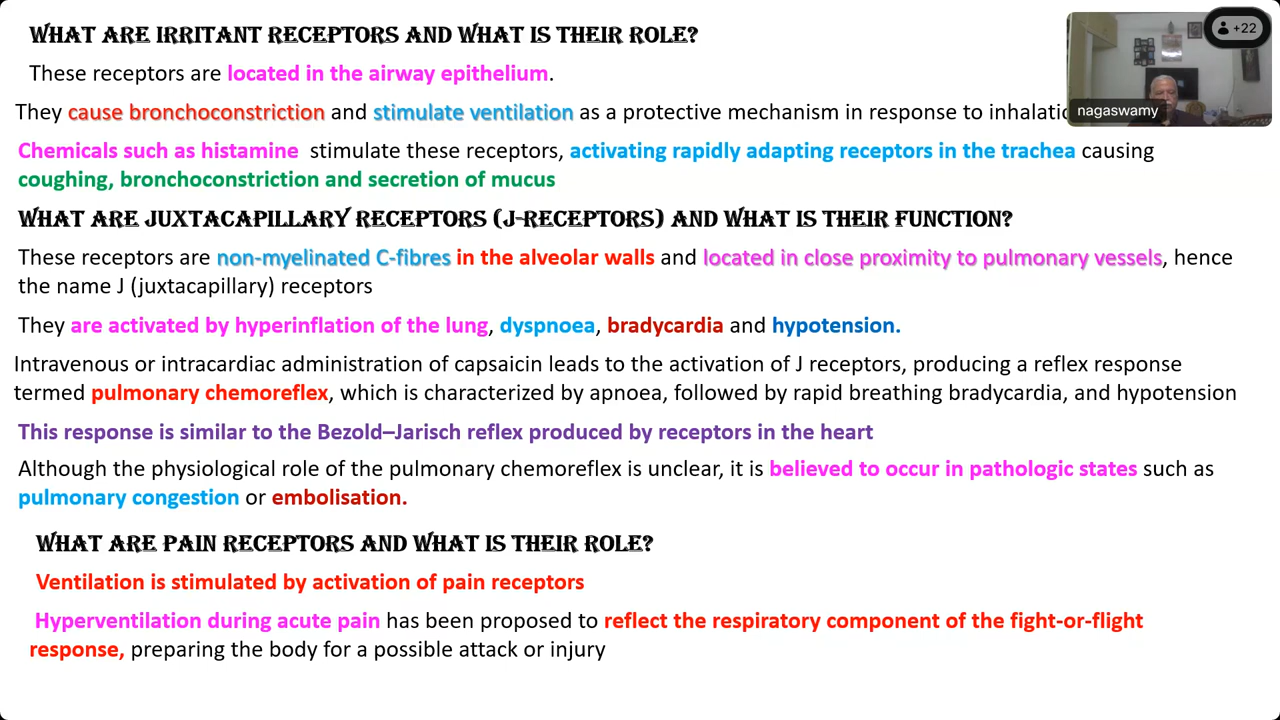 WHAT ARE IRRITANT RECEPTORS AND WHAT IS THEIR ROLE?
+22
These receptors are located in the airway epithelium.
They cause bronchoconstriction and stimulate ventilation as a protective mechanism in response to
nagaswamy
Chemicals such as histamine stimulate these receptors, activating rapidly adapting receptors in the trachea causing
coughing, bronchoconstriction and secretion of mucus
WHAT ARE JUXTACAPILLARY RECEPTORS (J-RECEPTORS) AND WHAT IS THEIR FUNCTION?
These receptors are non-myelinated C-fibres in the alveolar walls and located in close proximity to pulmonary vessels, hence
the name J (juxtacapillary) receptors
They are activated by hyperinflation of the lung, dyspnoea, bradycardia and hypotension.
Intravenous or intracardiac administration of capsaicin leads to the activation of J receptors, producing a reflex response
termed pulmonary chemoreflex, which is characterized by apnoea, followed by rapid breathing bradycardia, and hypotension
This response is similar to the Bezold–Jarisch reflex produced by receptors in the heart
Although the physiological role of the pulmonary chemoreflex is unclear, it is believed to occur in pathologic states such as
pulmonary congestion or embolisation.
WHAT ARE PAIN RECEPTORS AND WHAT IS THEIR ROLE?
Ventilation is stimulated by activation of pain receptors
Hyperventilation during acute pain has been proposed to reflect the respiratory component of the fight-or-flight
response, preparing the body for a possible attack or injury